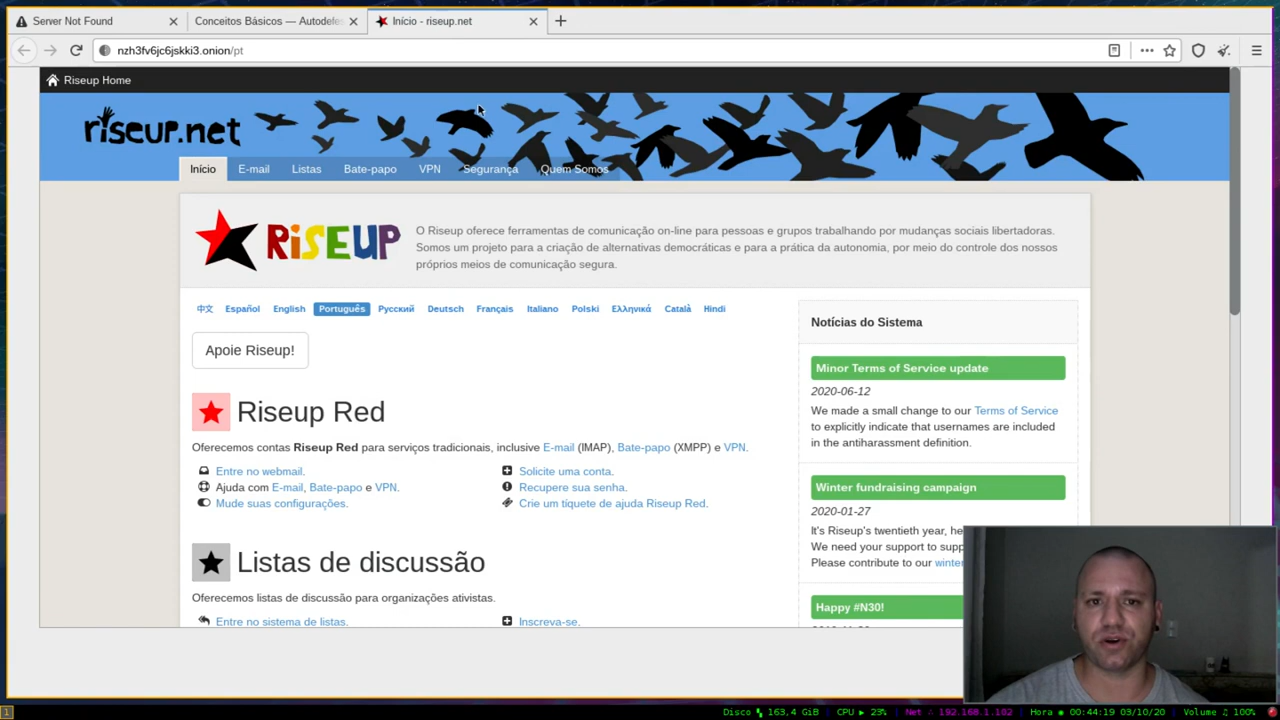 Server Not Found
Conceitos Básicos — Autodefes
Início - riseup.net
nzh3fv6jc6jskki3.onion/pt
Riseup Home
riseup.net
Início E-mail Listas Bate-papo VPN Segurança Quem Somos
RISEUP
O Riseup oferece ferramentas de comunicação on-line para pessoas e grupos trabalhando por mudanças sociais libertadoras.
Somos um projeto para a criação de alternativas democráticas e para a prática da autonomia, por meio do controle dos nossos
próprios meios de comunicação segura.
中文 Español English Português Русский Deutsch Français Italiano Polski Ελληνικά Català Hindi
Apoie Riseup!
Riseup Red
Oferecemos contas Riseup Red para serviços tradicionais, inclusive E-mail (IMAP), Bate-papo (XMPP) e VPN.
Entre no webmail.
Ajuda com E-mail, Bate-papo e VPN.
Mude suas configurações.
Solicite uma conta.
Recupere sua senha.
Crie um tíquete de ajuda Riseup Red.
Listas de discussão
Oferecemos listas de discussão para organizações ativistas.
Entre no sistema de listas.
Inscreva-se.
Notícias do Sistema
Minor Terms of Service update
2020-06-12
We made a small change to our Terms of Service
to explicitly indicate that usernames are included
in the antiharassment definition.
Winter fundraising campaign
2020-01-27
It's Riseup's twentieth year, he
We need your support to supp
Please contribute to our winter
Happy #N30!
1
Disco 163,4 GiB CPU 23% Net 192.168.1.102 Hora 00:44:19 03/10/20 Volume 100%